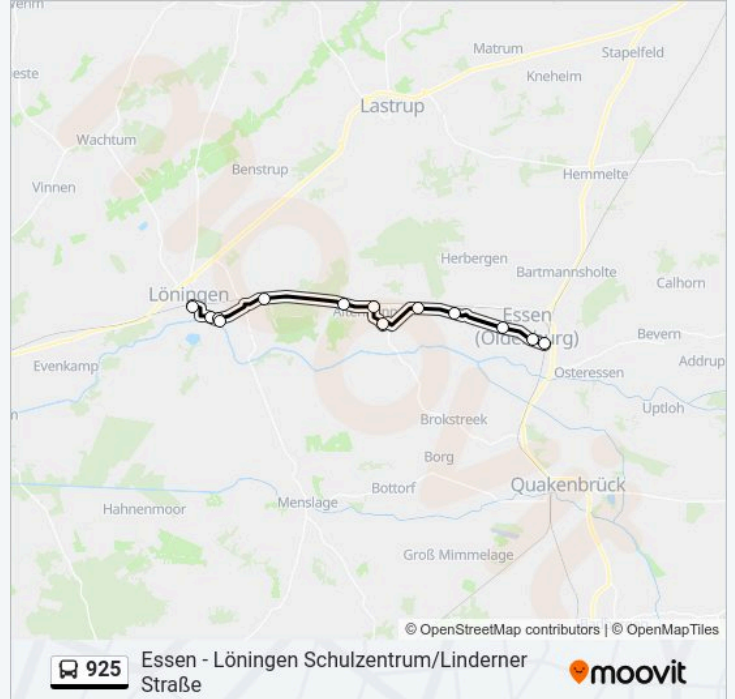 Matrum
Stapelfeld
Kneheim
Lastrup
Wachtum
Benstrup
Vinnen
Hemmelte
Herbergen
Bartmannsholte
Calhorn
Löningen
Essen
(Oldenburg)
Bevern
Addrup
Evenkamp
Osteressen
Uptloh
Brokstreek
Borg
Quakenbrück
Bottorf
Menslage
Hahnenmoor
Groß Mimmelage
© OpenStreetMap contributors | © OpenMapTiles
925
Essen - Löningen Schulzentrum/Linderner
Straße
moovit